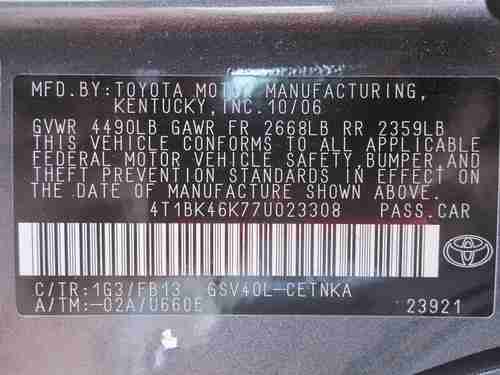 MFD.BY:TOYOTA MOTOR MANUFACTURING,
KENTUCKY,INC.10/06
GVWR 4490LB GAWR FR 2668LB RR 2359LB
THIS VEHICLE CONFORMS TO ALL APPLICABLE
FEDERAL MOTOR VEHICLE SAFETY,BUMPER,AND
THEFT PREVENTION STANDARDS IN EFFECT ON
THE DATE OF MANUFACTURE SHOWN ABOVE.
4T1BK46K77U023308 PASS.CAR
C/TR:1G3/FB13 GSV40L-CETNKA
A/TM:-02A/U660E 23921
TOYOTA